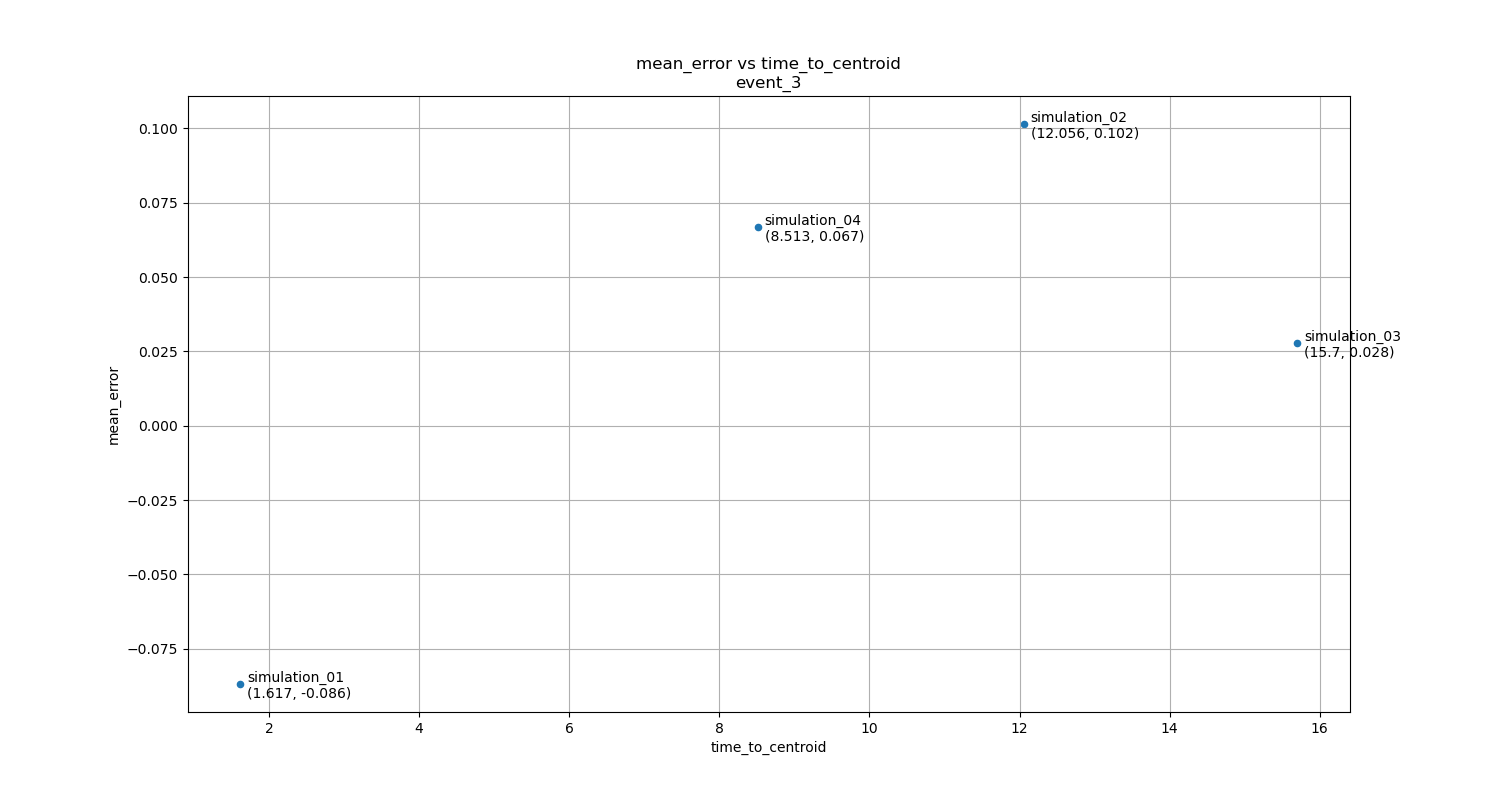 mean_error vs time_to_centroid
event_3
0.100
0.075
0.050
0.025
0.000
−0.025
−0.050
−0.075
mean_error
simulation_02
(12.056, 0.102)
simulation_04
(8.513, 0.067)
simulation_03
(15.7, 0.028)
simulation_01
(1.617, -0.086)
2 4 6 8 10 12 14 16
time_to_centroid